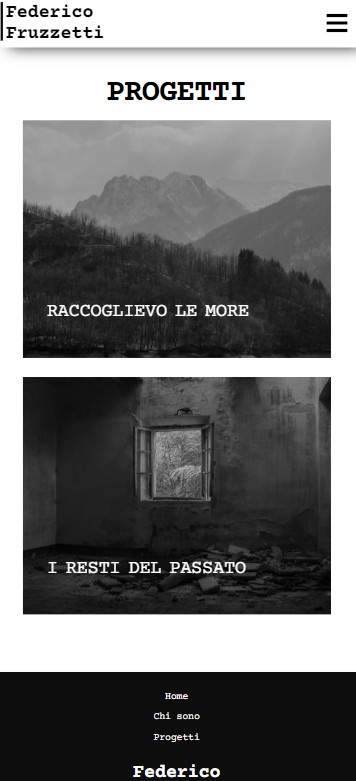 Federico
Fruzzetti
PROGETTI
RACCOGLIEVO LE MORE
I RESTI DEL PASSATO
Home
Chi sono
Progetti
Federico